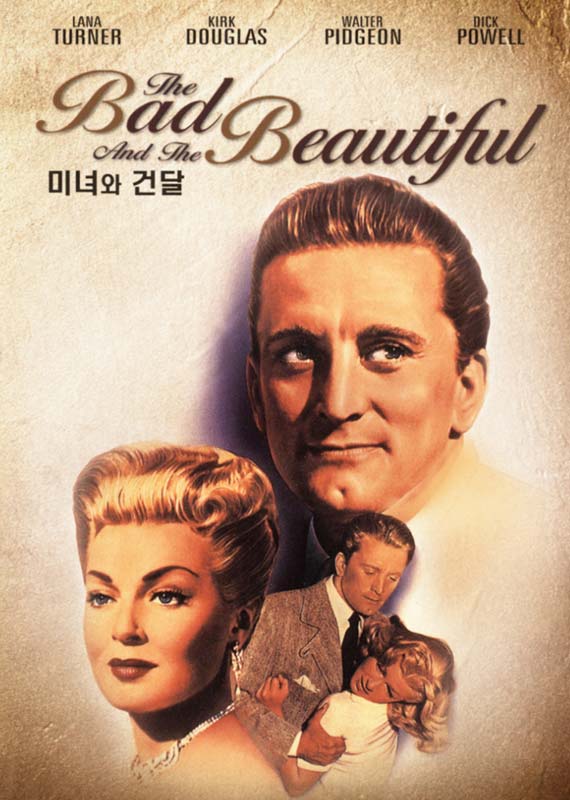 LANA TURNER
KIRK DOUGLAS
WALTER PIDGEON
DICK POWELL
The
Bad
And The Beautiful
미녀와 건달